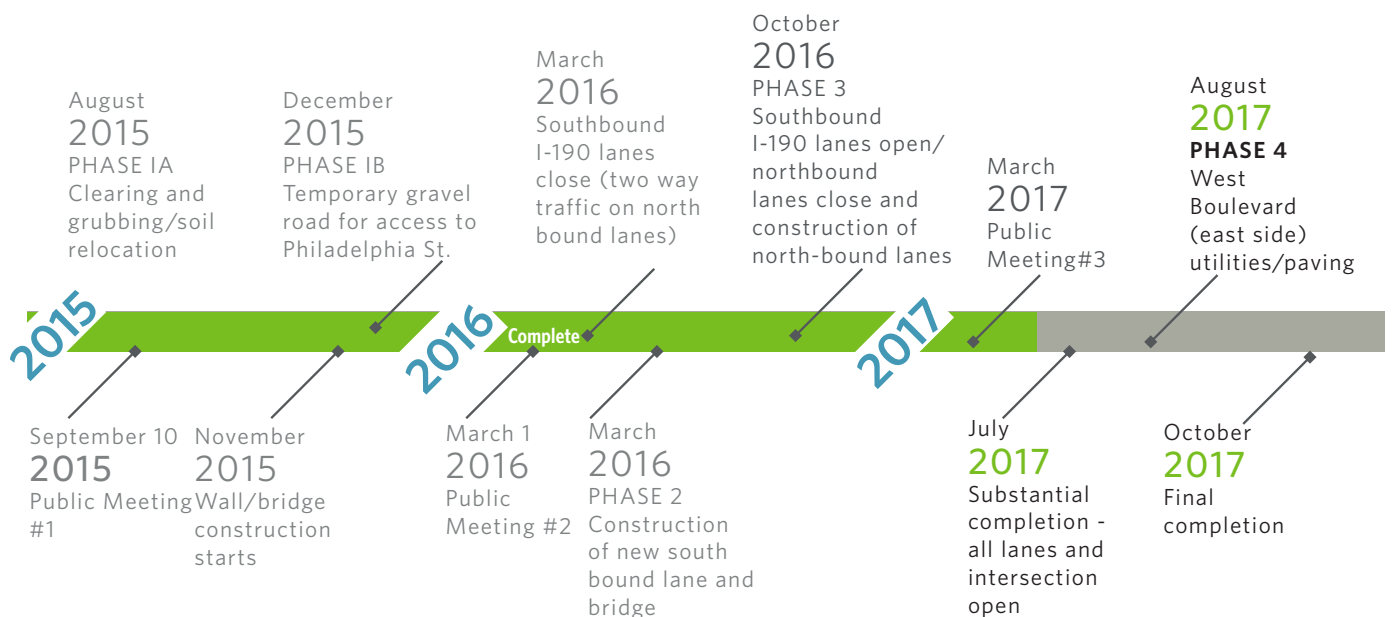 August
2015
PHASE IA
Clearing and
grubbing/soil
relocation
December
2015
PHASE IB
Temporary gravel
road for access to
Philadelphia St.
March
2016
Southbound
I-190 lanes
close (two way
traffic on north
bound lanes)
October
2016
PHASE 3
Southbound
I-190 lanes open/
northbound
lanes close and
construction of
north-bound lanes
March
2017
Public
Meeting#3
August
2017
PHASE 4
West
Boulevard
(east side)
utilities/paving
2015
2016
Complete
2017
September 10
2015
Public Meeting
#1
November
2015
Wall/bridge
construction
starts
March 1
2016
Public
Meeting #2
March
2016
PHASE 2
Construction
of new south
bound lane and
bridge
July
2017
Substantial
completion -
all lanes and
intersection
open
October
2017
Final
completion